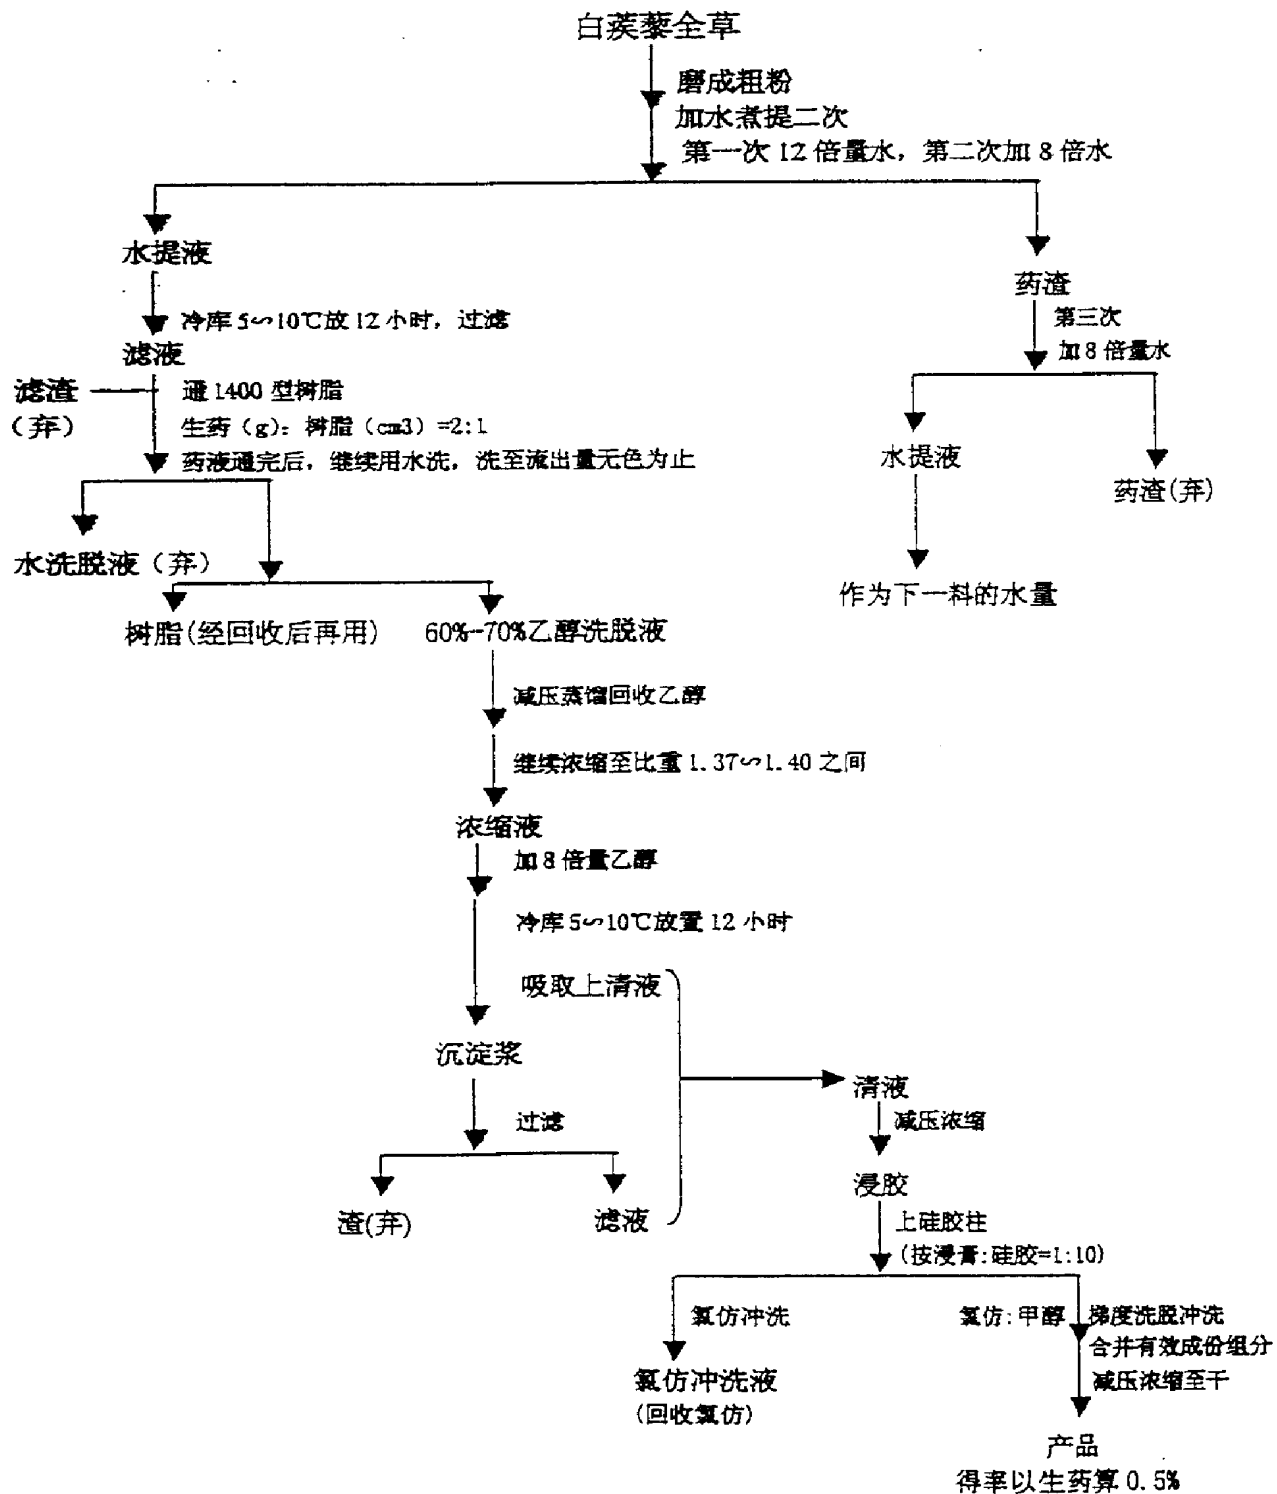 白蒺藜全草
磨成粗粉
加水煮提二次
第一次12倍量水，第二次加8倍水
水提液
药渣
第三次
加8倍量水
冷库5~10℃放12小时，过滤
滤液
滤渣
（弃）
通1400型树脂
生药（g）：树脂（cm3）=2:1
药液通完后，继续用水洗，洗至流出量无色为止
水提液
药渣(弃)
水洗脱液（弃）
作为下一料的水量
树脂(经回收后再用)
60%-70%乙醇洗脱液
减压蒸馏回收乙醇
继续浓缩至比重1.37~1.40之间
浓缩液
加8倍量乙醇
冷库5~10℃放置12小时
吸取上清液
沉淀浆
清液
过滤
减压浓缩
浸胶
渣(弃)
滤液
上硅胶柱
(按浸膏:硅胶=1:10)
氯仿冲洗
氯仿:甲醇
梯度洗脱冲洗
合并有效成份组分
氯仿冲洗液
(回收氯仿)
减压浓缩至干
产品
得率以生药算0.5%